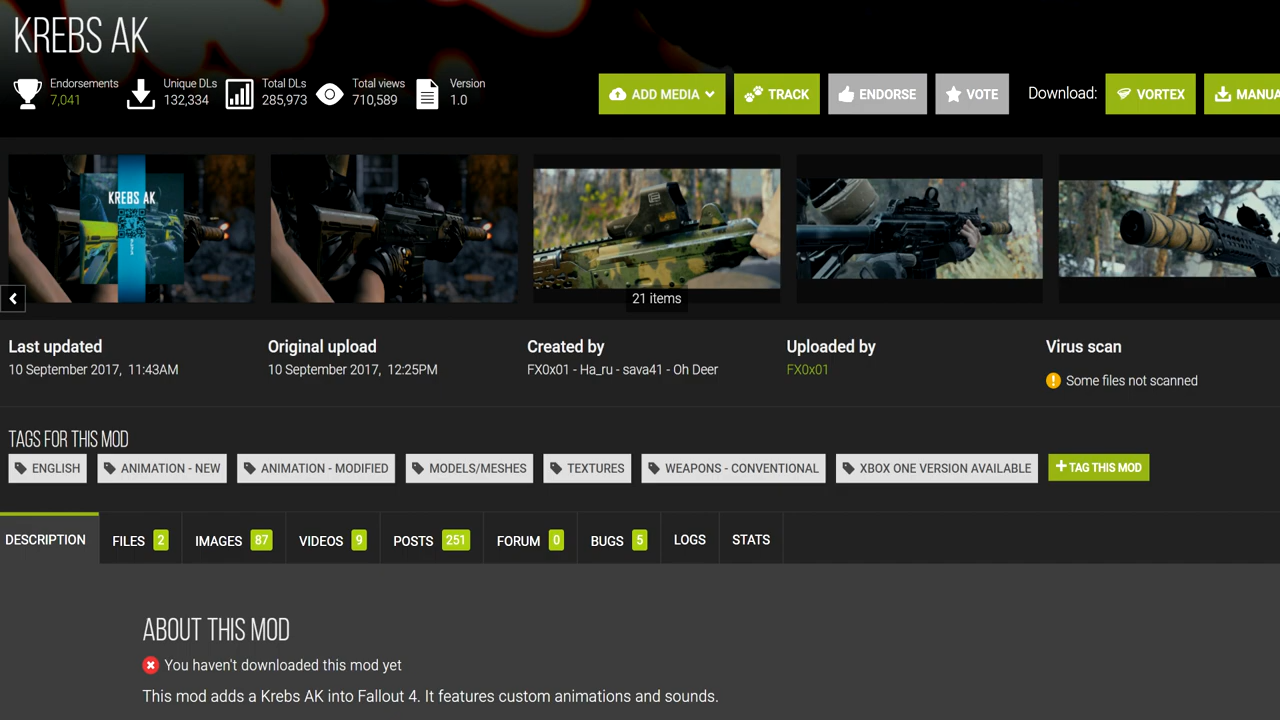 KREBS AK
Endorsements
7,041
Unique DLs
132,334
Total DLs
285,973
Total views
710,589
Version
1.0
ADD MEDIA
TRACK
ENDORSE
VOTE
Download:
VORTEX
MANUA
KREBS AK
21 items
Last updated
10 September 2017, 11:43AM
Original upload
10 September 2017, 12:25PM
Created by
FX0x01 - Ha_ru - sava41 - Oh Deer
Uploaded by
FX0x01
Virus scan
Some files not scanned
TAGS FOR THIS MOD
ENGLISH
ANIMATION - NEW
ANIMATION - MODIFIED
MODELS/MESHES
TEXTURES
WEAPONS - CONVENTIONAL
XBOX ONE VERSION AVAILABLE
+TAG THIS MOD
DESCRIPTION
FILES 2
IMAGES 87
VIDEOS 9
POSTS 251
FORUM 0
BUGS 5
LOGS
STATS
ABOUT THIS MOD
You haven't downloaded this mod yet
This mod adds a Krebs AK into Fallout 4. It features custom animations and sounds.